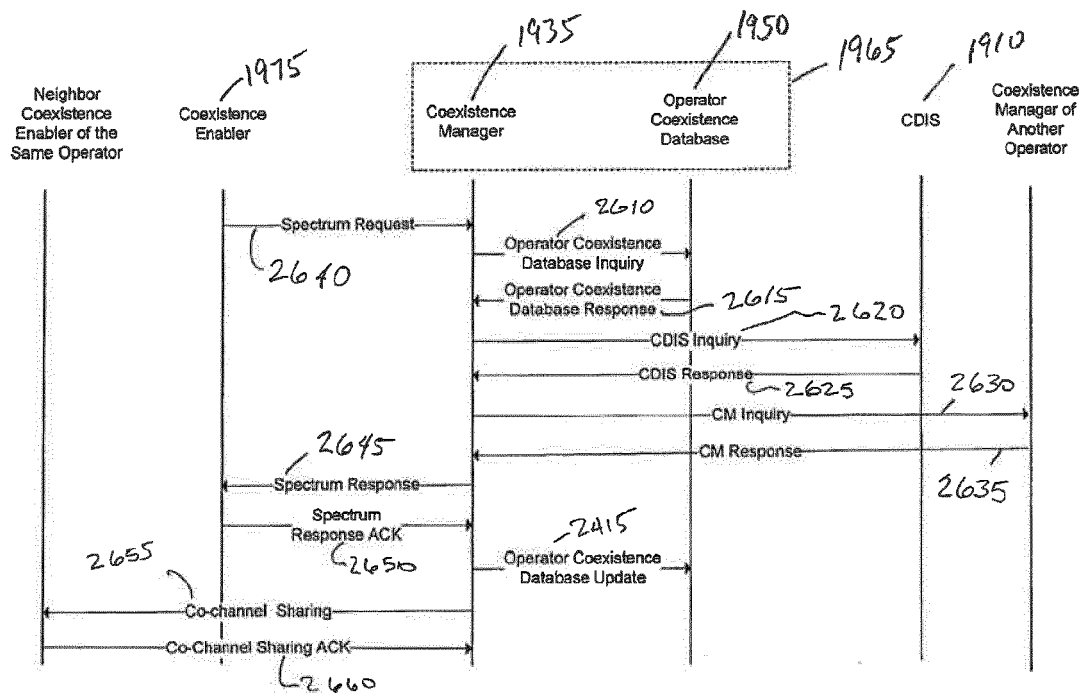 1935
1950
1965
1910
1975
Neighbor
Coexistence
Enabler of the
Same Operator
Coexistence
Enabler
Coexistence
Manager
Operator
Coexistence
Database
CDIS
Coexistence
Manager of
Another
Operator
Spectrum Request
2640
2610
Operator Coexistence
Database Inquiry
Operator Coexistence
Database Response
2615
2620
CDIS Inquiry
CDIS Response
2625
2630
CM Inquiry
2645
CM Response
2635
Spectrum Response
Spectrum
Response ACK
2650
2415
Operator Coexistence
Database Update
2655
Co-channel Sharing
Co-Channel Sharing ACK
2660